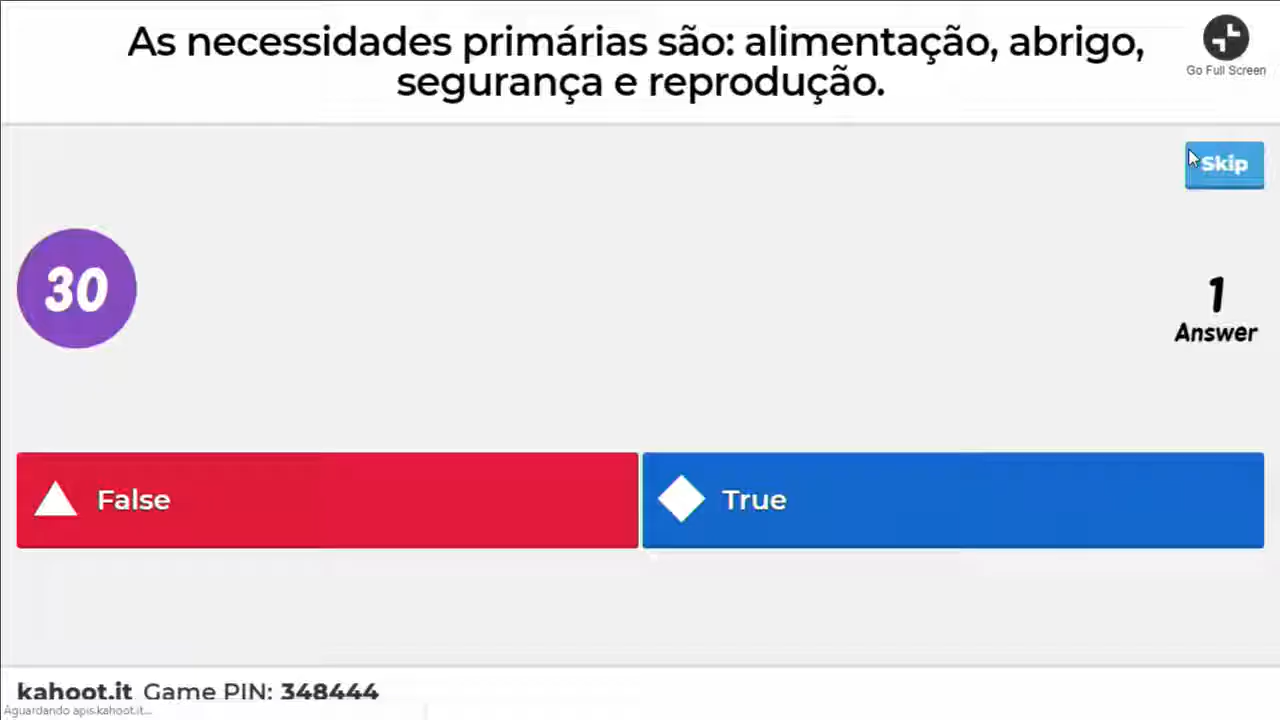 As necessidades primárias são: alimentação, abrigo,
segurança e reprodução.
Go Full Screen
Skip
30
1
Answer
False
True
kahoot.it Game PIN: 348444
Aguardando apis.kahoot.it...